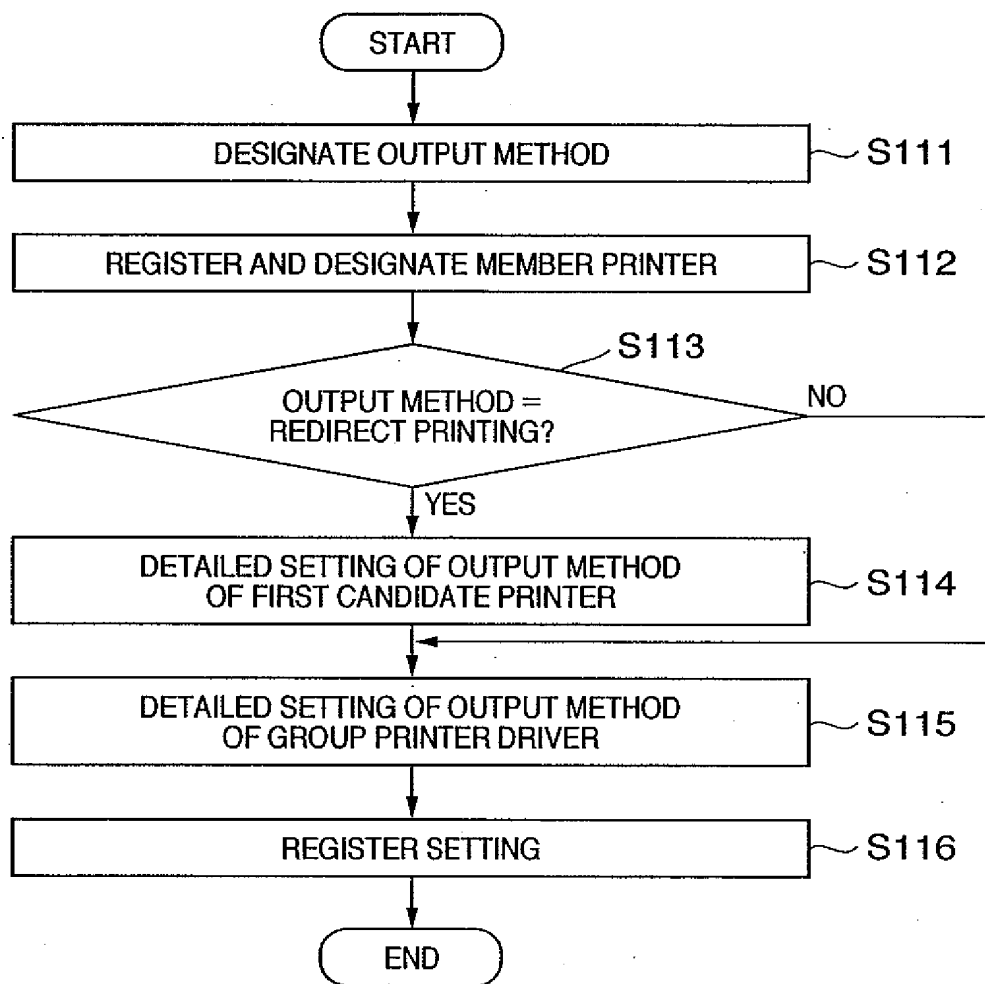 START
DESIGNATE OUTPUT METHOD
S111
REGISTER AND DESIGNATE MEMBER PRINTER
S112
S113
OUTPUT METHOD =
REDIRECT PRINTING?
NO
YES
DETAILED SETTING OF OUTPUT METHOD
OF FIRST CANDIDATE PRINTER
S114
DETAILED SETTING OF OUTPUT METHOD
OF GROUP PRINTER DRIVER
S115
REGISTER SETTING
S116
END